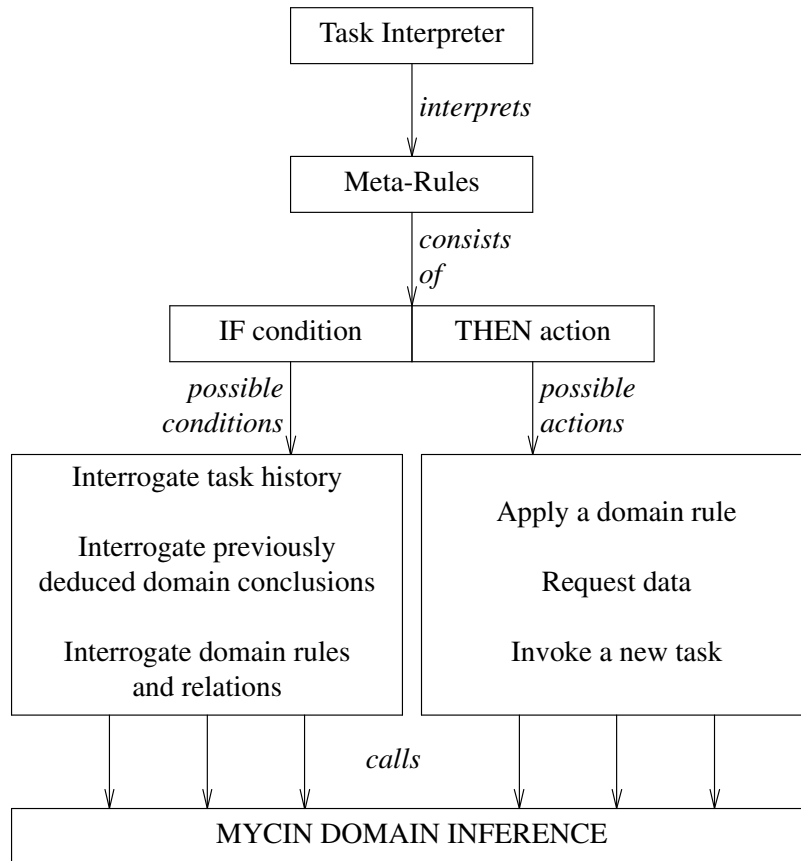 Task Interpreter
interprets
Meta-Rules
consists
of
IF condition
THEN action
possible
conditions
possible
actions
Interrogate task history
Interrogate previously
deduced domain conclusions
Interrogate domain rules
and relations
Apply a domain rule
Request data
Invoke a new task
calls
MYCIN DOMAIN INFERENCE